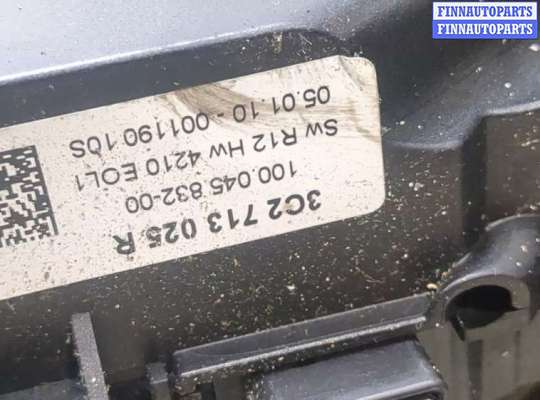 FINNAUTOPARTS
FINNAUTOPARTS
3C2 713 025 R
100.045 832-00
Sw R12 Hw 4210 EOL1
05.01.10 - 001190 10S